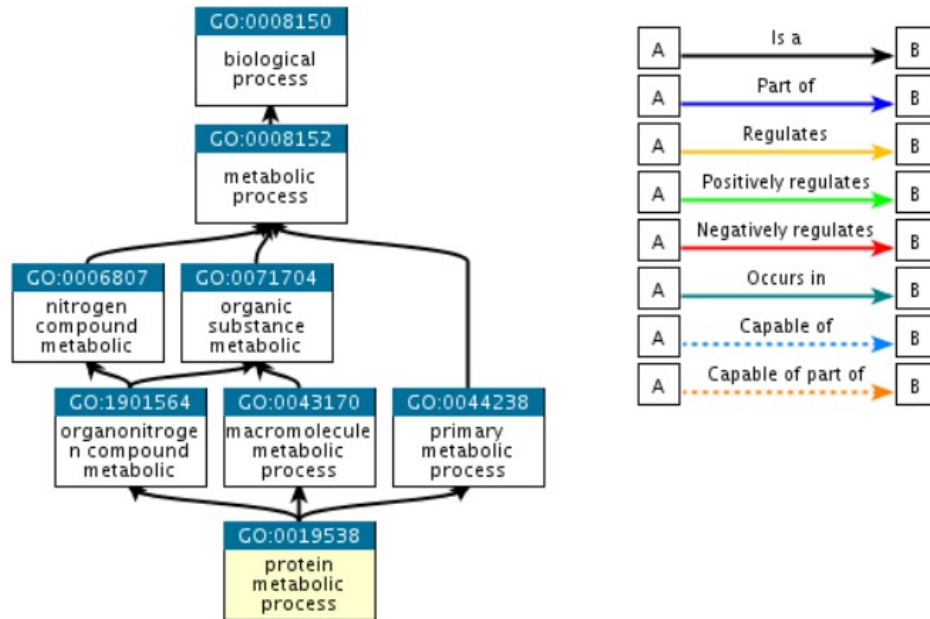 GO:0008150
biological
process
GO:0008152
metabolic
process
GO:0006807
nitrogen
compound
metabolic
GO:0071704
organic
substance
metabolic
GO:1901564
organonitroge
n compound
metabolic
GO:0043170
macromolecule
metabolic
process
GO:0044238
primary
metabolic
process
GO:0019538
protein
metabolic
process
A Is a B
A Part of B
A Regulates B
A Positively regulates B
A Negatively regulates B
A Occurs in B
A Capable of B
A Capable of part of B